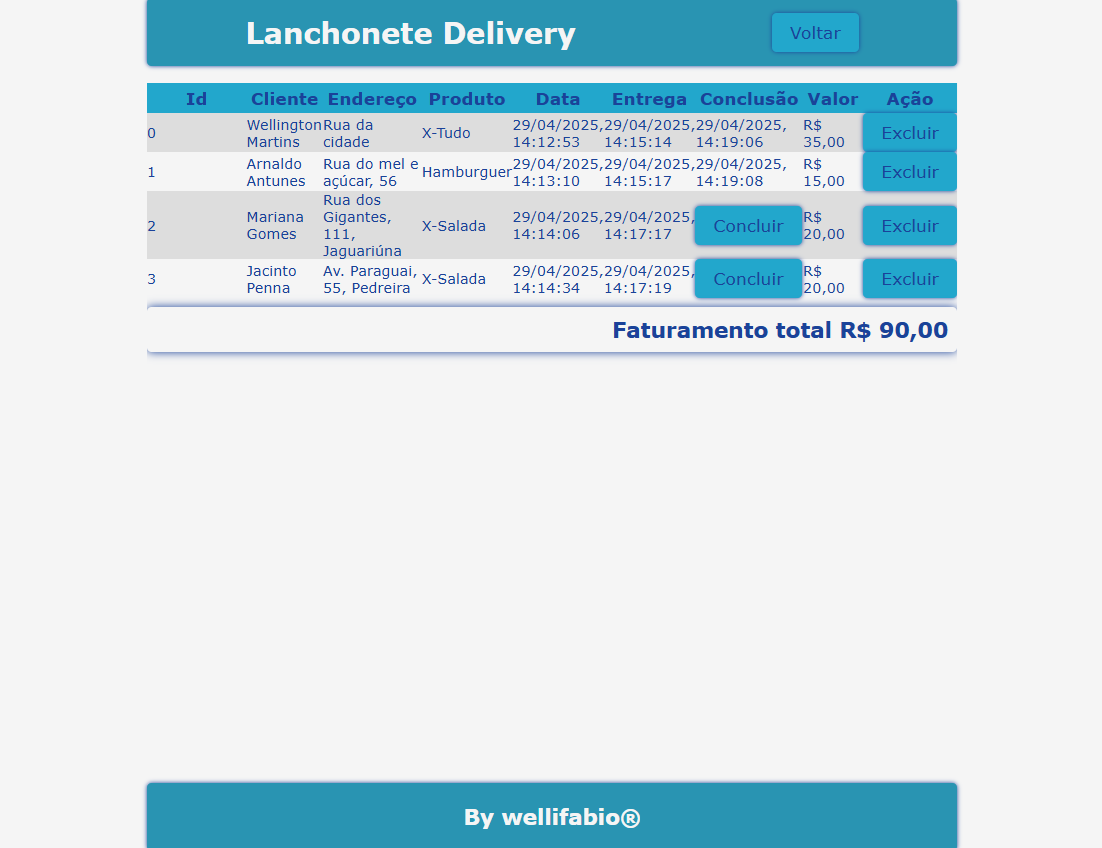 Lanchonete Delivery
Voltar
Id Cliente Endereço Produto Data Entrega Conclusão Valor Ação
0 Wellington Martins Rua da cidade X-Tudo 29/04/2025, 14:12:53 29/04/2025, 14:15:14 29/04/2025, 14:19:06 R$ 35,00 Excluir
1 Arnaldo Antunes Rua do mel e açúcar, 56 Hamburguer 29/04/2025, 14:13:10 29/04/2025, 14:15:17 29/04/2025, 14:19:08 R$ 15,00 Excluir
2 Mariana Gomes Rua dos Gigantes, 111, Jaguariúna X-Salada 29/04/2025, 14:14:06 29/04/2025, 14:17:17 Concluir R$ 20,00 Excluir
3 Jacinto Penna Av. Paraguai, 55, Pedreira X-Salada 29/04/2025, 14:14:34 29/04/2025, 14:17:19 Concluir R$ 20,00 Excluir
Faturamento total R$ 90,00
By wellifabio®